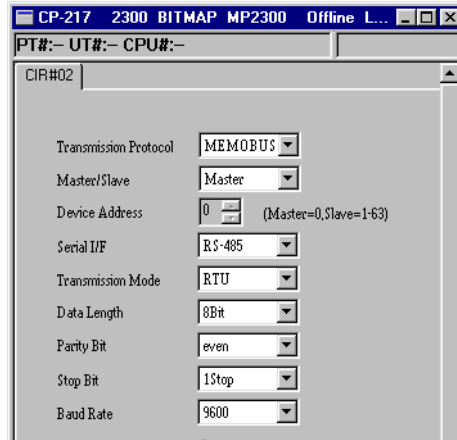 CP-217 2300 BITMAP MP2300 Offline L...
PT#:– UT#:– CPU#:–
CIR#02
Transmission Protocol MEMOBUS
Master/Slave Master
Device Address 0 (Master=0,Slave=1-63)
Serial I/F RS-485
Transmission Mode RTU
Data Length 8Bit
Parity Bit even
Stop Bit 1Stop
Baud Rate 9600